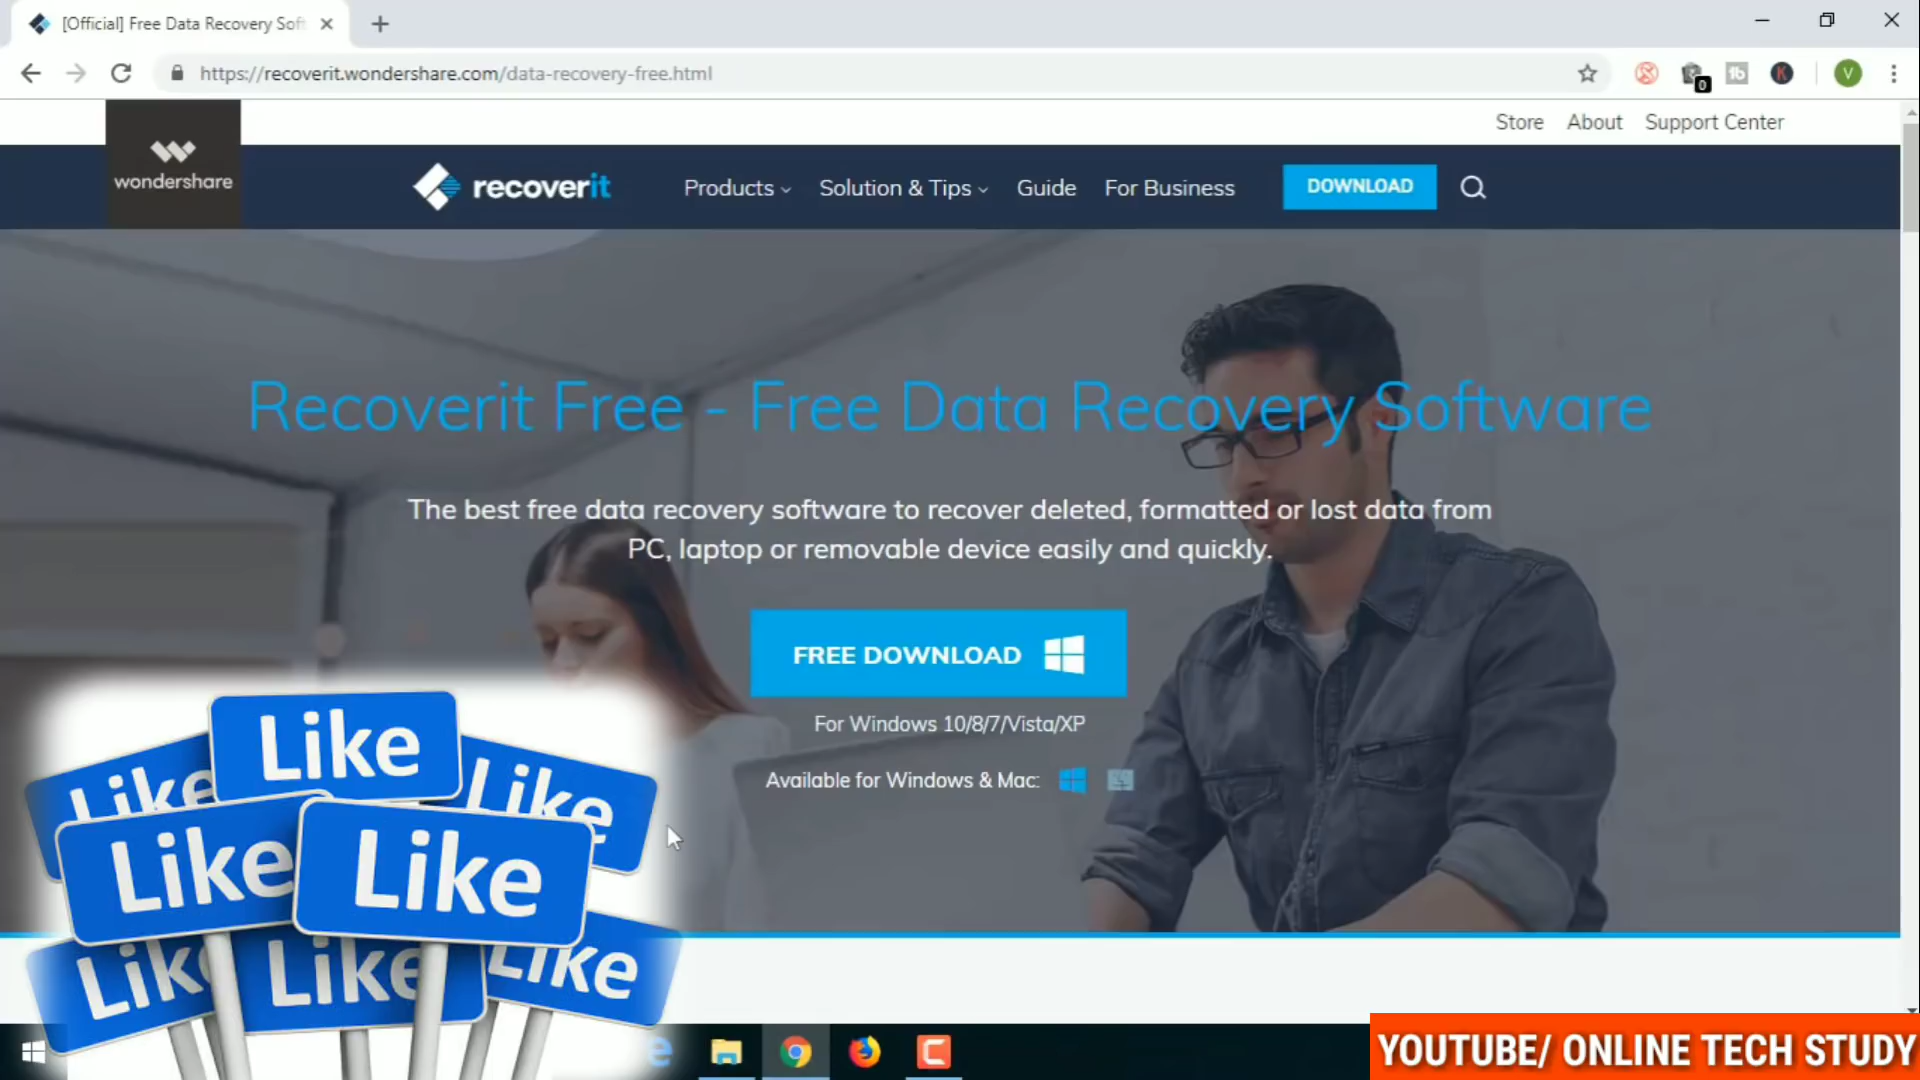 [Official] Free Data Recovery Soft
https://recoverit.wondershare.com/data-recovery-free.html
V
0
Store About Support Center
wondershare
recoverit
Products Solution & Tips Guide For Business DOWNLOAD
Recoverit Free - Free Data Recovery Software
The best free data recovery software to recover deleted, formatted or lost data from
PC, laptop or removable device easily and quickly.
FREE DOWNLOAD
For Windows 10/8/7/Vista/XP
Available for Windows & Mac:
Like
Like
Like
Like
Like
Like
Like
Like
YOUTUBE/ ONLINE TECH STUDY